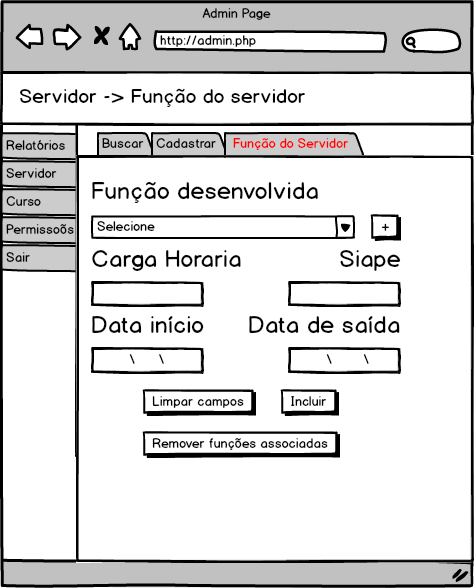 Admin Page
http://admin.php
Servidor -> Função do servidor
Relatórios
Servidor
Curso
Permissoõs
Sair
Buscar Cadastrar Função do Servidor
Função desenvolvida
Selecione +
Carga Horaria Siape
Data início Data de saída
\ \ \ \
Limpar campos Incluir
Remover funções associadas